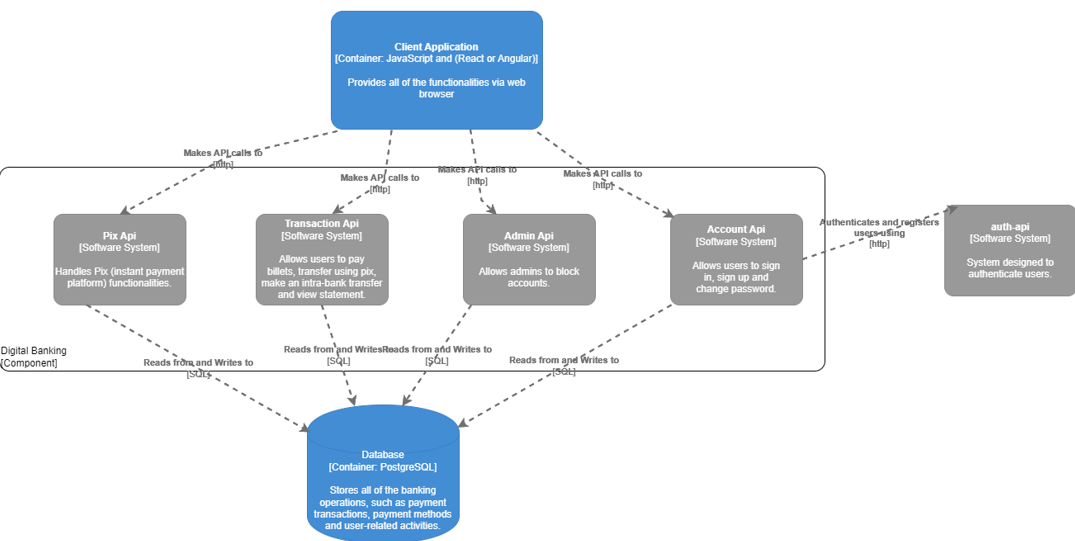 Client Application
[Container: JavaScript and (React or Angular)]
Provides all of the functionalities via web
browser
Makes API calls to
[http]
Makes API calls to
[http]
Makes API calls to
[http]
Makes API calls to
[http]
Pix Api
[Software System]
Handles Pix (instant payment
platform) functionalities.
Transaction Api
[Software System]
Allows users to pay
billets, transfer using pix,
make an intra-bank transfer
and view statement.
Admin Api
[Software System]
Allows admins to block
accounts.
Account Api
[Software System]
Allows users to sign
in, sign up and
change password.
Authenticates and registers
users using
[http]
auth-api
[Software System]
System designed to
authenticate users.
Digital Banking
[Component]
Reads from and Writes to
[SQL]
Reads from and Writes to
[SQL]
Reads from and Writes to
[SQL]
Reads from and Writes to
[SQL]
Database
[Container: PostgreSQL]
Stores all of the banking
operations, such as payment
transactions, payment methods
and user-related activities.